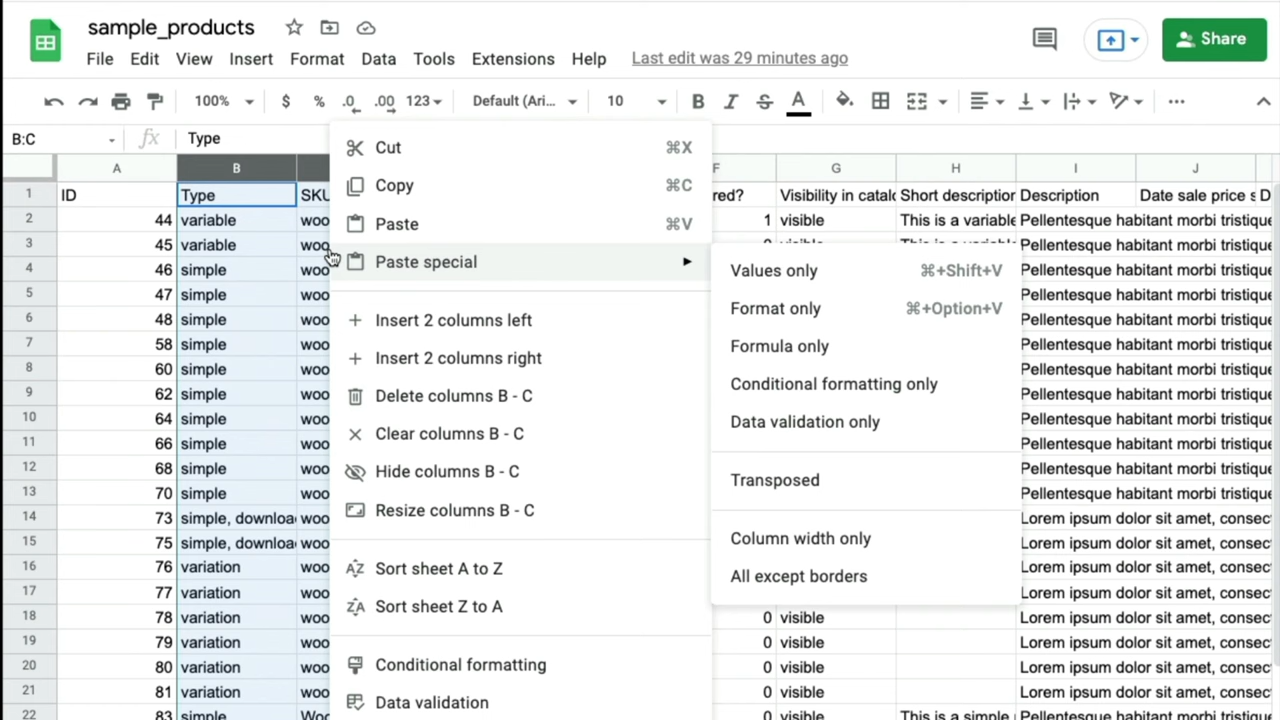 sample_products
File Edit View Insert Format Data Tools Extensions Help Last edit was 29 minutes ago
Share
100% $ % .0 .00 123 Default (Ari... 10 B I S A
B:C fx Type
A B F G H I J
1 ID Type SKU red? Visibility in catalo Short description Description Date sale price s D
2 44 variable woo 1 visible This is a variable Pellentesque habitant morbi tristique
3 45 variable woo Pellentesque habitant morbi tristique
4 46 simple woo Pellentesque habitant morbi tristique
5 47 simple woo Pellentesque habitant morbi tristique
6 48 simple woo Pellentesque habitant morbi tristique
7 58 simple woo Pellentesque habitant morbi tristique
8 60 simple woo Pellentesque habitant morbi tristique
9 62 simple woo Pellentesque habitant morbi tristique
10 64 simple woo Pellentesque habitant morbi tristique
11 66 simple woo Pellentesque habitant morbi tristique
12 68 simple woo Pellentesque habitant morbi tristique
13 70 simple woo Pellentesque habitant morbi tristique
14 73 simple, downloa woo Lorem ipsum dolor sit amet, consec
15 75 simple, downloa woo Lorem ipsum dolor sit amet, consec
16 76 variation woo Lorem ipsum dolor sit amet, consec
17 77 variation woo Lorem ipsum dolor sit amet, consec
18 78 variation woo 0 visible Lorem ipsum dolor sit amet, consec
19 79 variation woo 0 visible Lorem ipsum dolor sit amet, consec
20 80 variation woo 0 visible Lorem ipsum dolor sit amet, consec
21 81 variation woo 0 visible Lorem ipsum dolor sit amet, consec
22 83 simple Woo 0 visible This is a simple Pellentesque habitant morbi tristique
Cut ⌘X
Copy ⌘C
Paste ⌘V
Paste special
Insert 2 columns left
Insert 2 columns right
Delete columns B - C
Clear columns B - C
Hide columns B - C
Resize columns B - C
Sort sheet A to Z
Sort sheet Z to A
Conditional formatting
Data validation
Values only ⌘+Shift+V
Format only ⌘+Option+V
Formula only
Conditional formatting only
Data validation only
Transposed
Column width only
All except borders